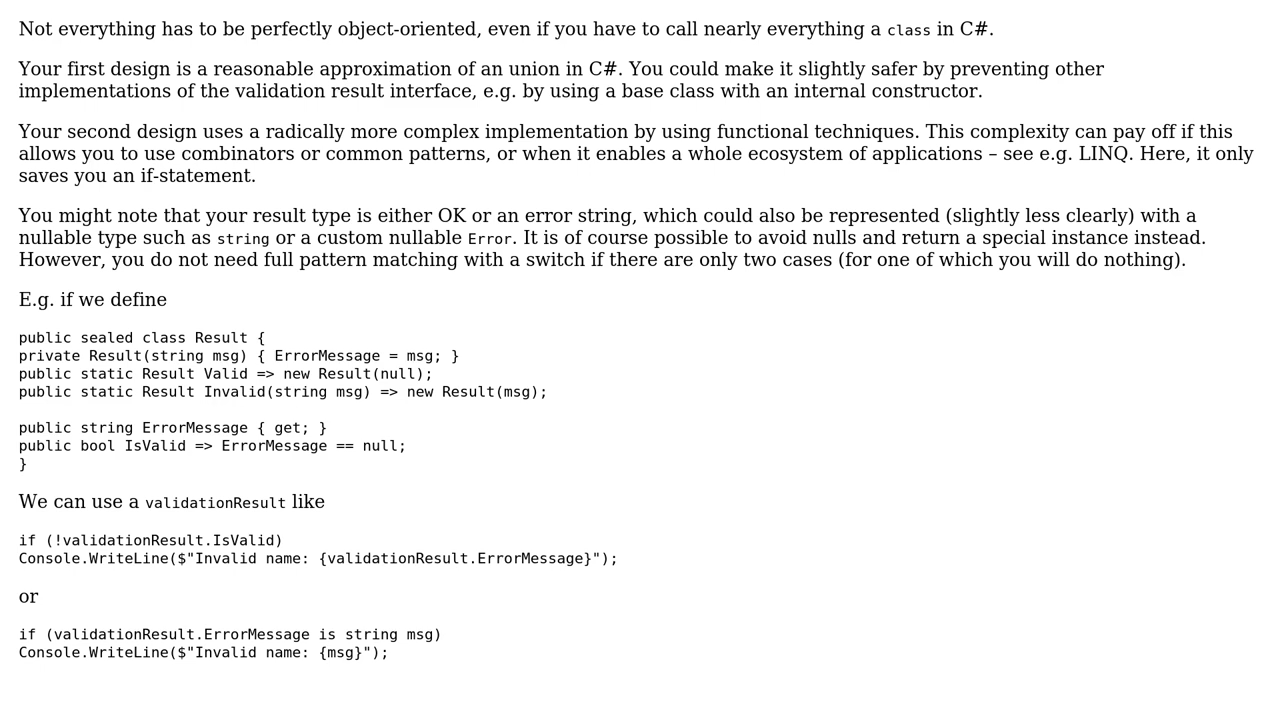 Not everything has to be perfectly object-oriented, even if you have to call nearly everything a class in C#.
Your first design is a reasonable approximation of an union in C#. You could make it slightly safer by preventing other
implementations of the validation result interface, e.g. by using a base class with an internal constructor.
Your second design uses a radically more complex implementation by using functional techniques. This complexity can pay off if this
allows you to use combinators or common patterns, or when it enables a whole ecosystem of applications – see e.g. LINQ. Here, it only
saves you an if-statement.
You might note that your result type is either OK or an error string, which could also be represented (slightly less clearly) with a
nullable type such as string or a custom nullable Error. It is of course possible to avoid nulls and return a special instance instead.
However, you do not need full pattern matching with a switch if there are only two cases (for one of which you will do nothing).
E.g. if we define
public sealed class Result {
private Result(string msg) { ErrorMessage = msg; }
public static Result Valid => new Result(null);
public static Result Invalid(string msg) => new Result(msg);
public string ErrorMessage { get; }
public bool IsValid => ErrorMessage == null;
}
We can use a validationResult like
if (!validationResult.IsValid)
Console.WriteLine($"Invalid name: {validationResult.ErrorMessage}");
or
if (validationResult.ErrorMessage is string msg)
Console.WriteLine($"Invalid name: {msg}");